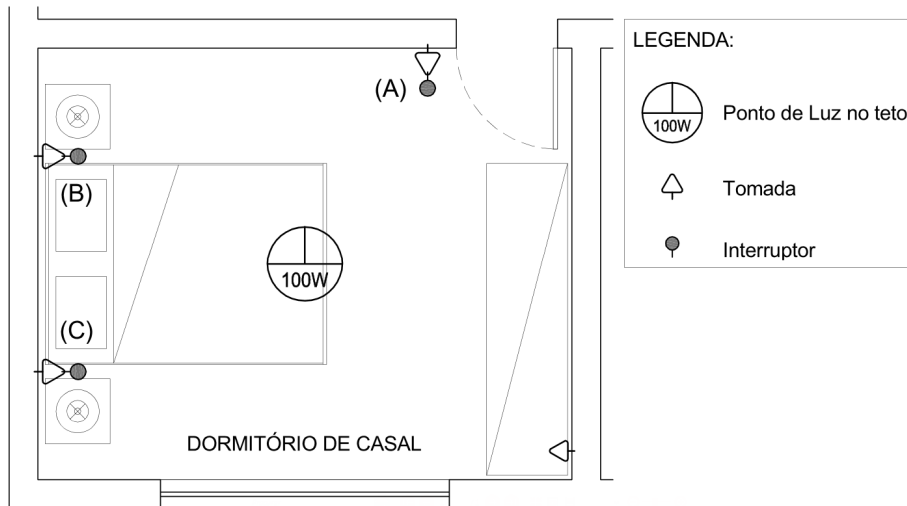 (A)
(B)
100W
(C)
DORMITÓRIO DE CASAL
LEGENDA:
100W
Ponto de Luz no teto
Tomada
Interruptor